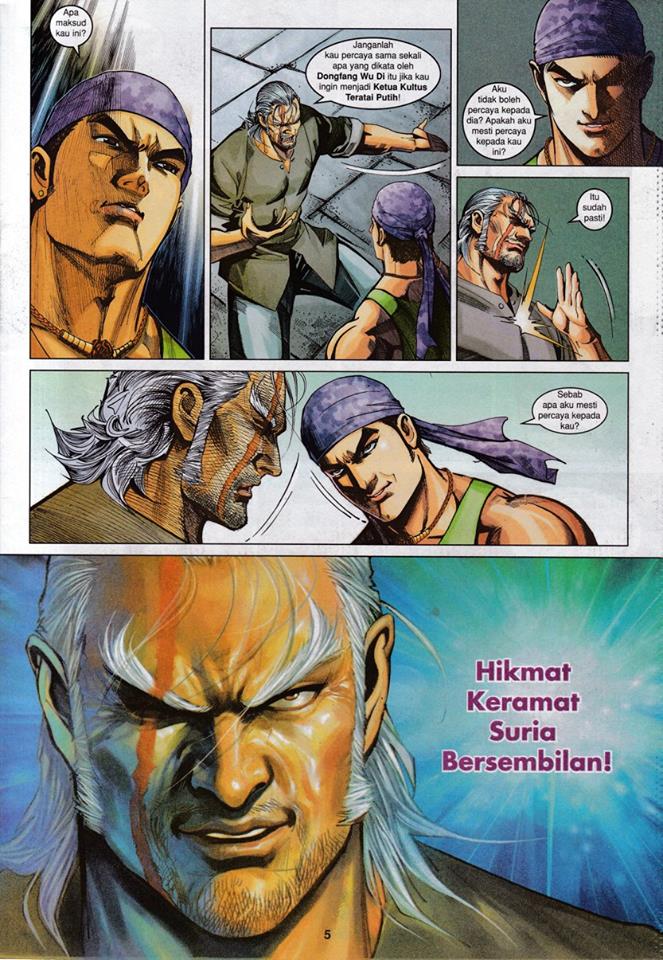 Apa
maksud
kau ini?
Janganlah
kau percaya sama sekali
apa yang dikata oleh
Dongfang Wu Di itu jika kau
ingin menjadi Ketua Kultus
Teratai Putih!
Aku
tidak boleh
percaya kepada
dia? Apakah aku
mesti percaya
kepada kau
ini?
Itu
sudah
pasti!
Sebab
apa aku mesti
percaya kepada
kau?
Hikmat
Keramat
Suria
Bersembilan!
5